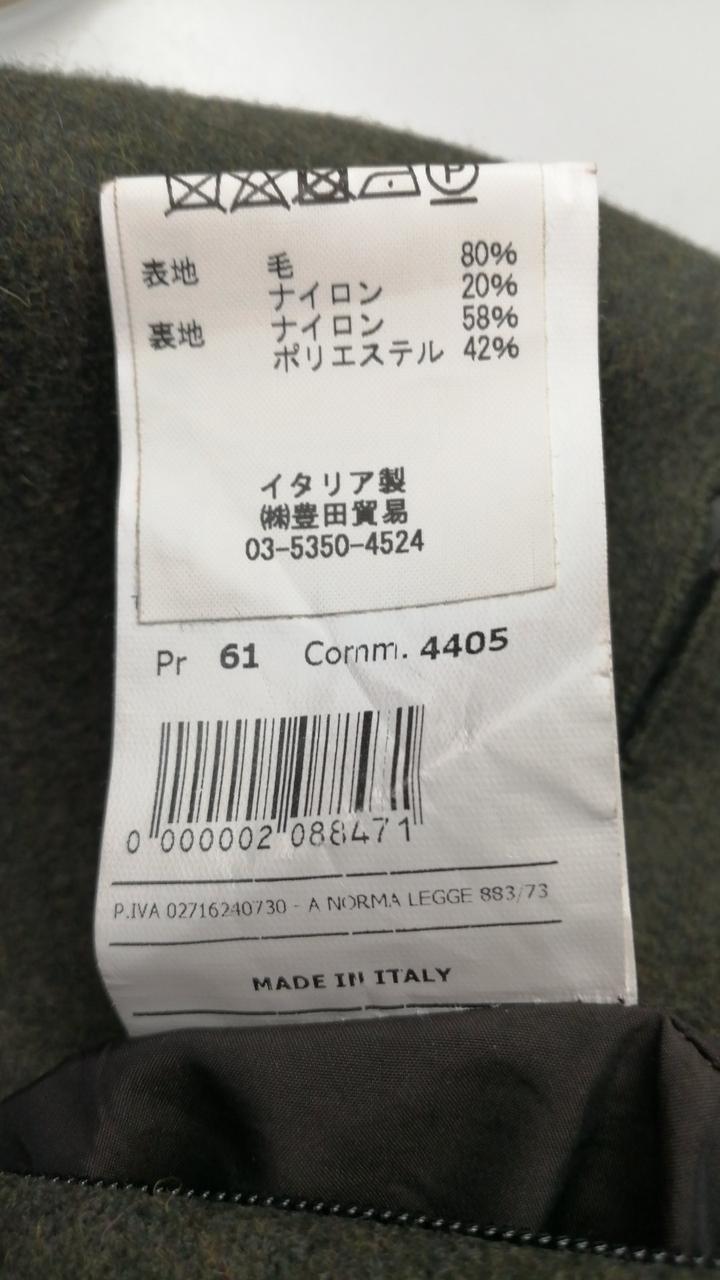 P
表地 毛 80%
ナイロン 20%
裏地 ナイロン 58%
ポリエステル 42%
イタリア製
㈱豊田貿易
03-5350-4524
Pr 61 Comm. 4405
0 000002 088471
P.IVA 02716240730 - A NORMA LEGGE 883/73
MADE IN ITALY